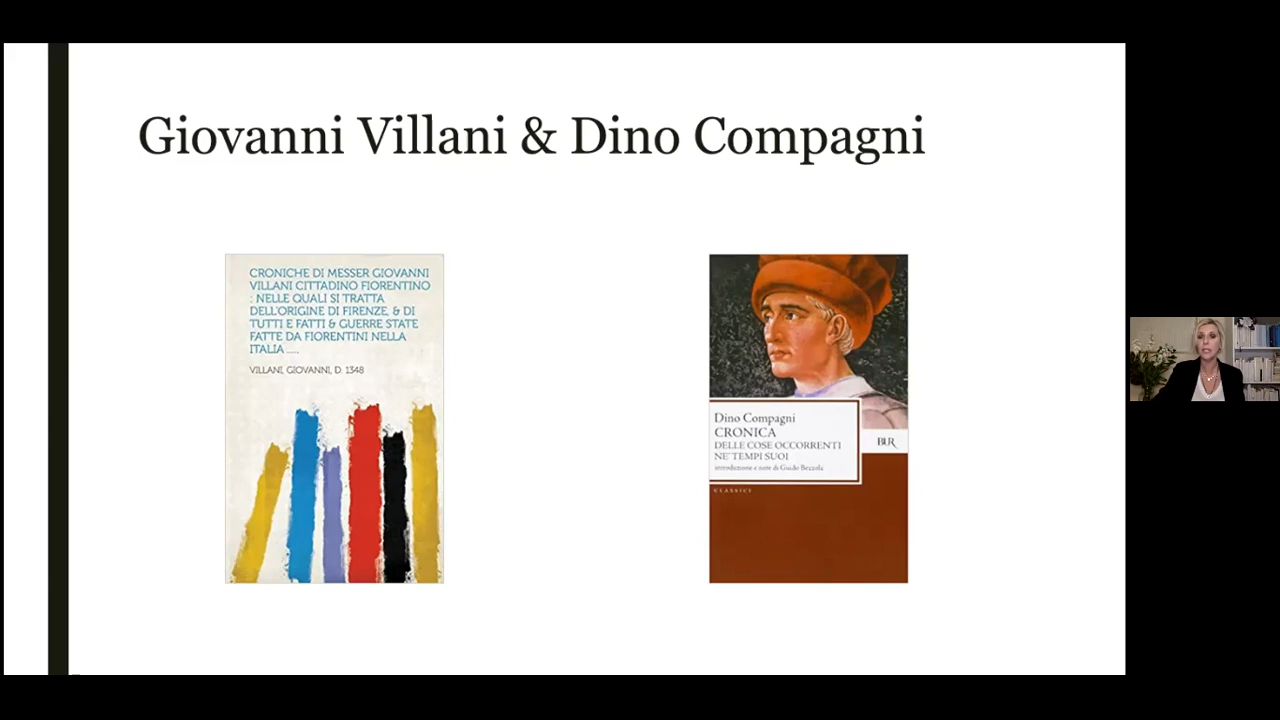 Giovanni Villani & Dino Compagni
CRONICHE DI MESSER GIOVANNI
VILLANI CITTADINO FIORENTINO
: NELLE QUALI SI TRATTA
DELL'ORIGINE DI FIRENZE, & DI
TUTTI E FATTI & GUERRE STATE
FATTE DA FIORENTINI NELLA
ITALIA .....
VILLANI, GIOVANNI, D. 1348
Dino Compagni
CRONICA
DELLE COSE OCCORRENTI
NE' TEMPI SUOI
introduzione e note di Guido Bezzola
BUR
CLASSICI